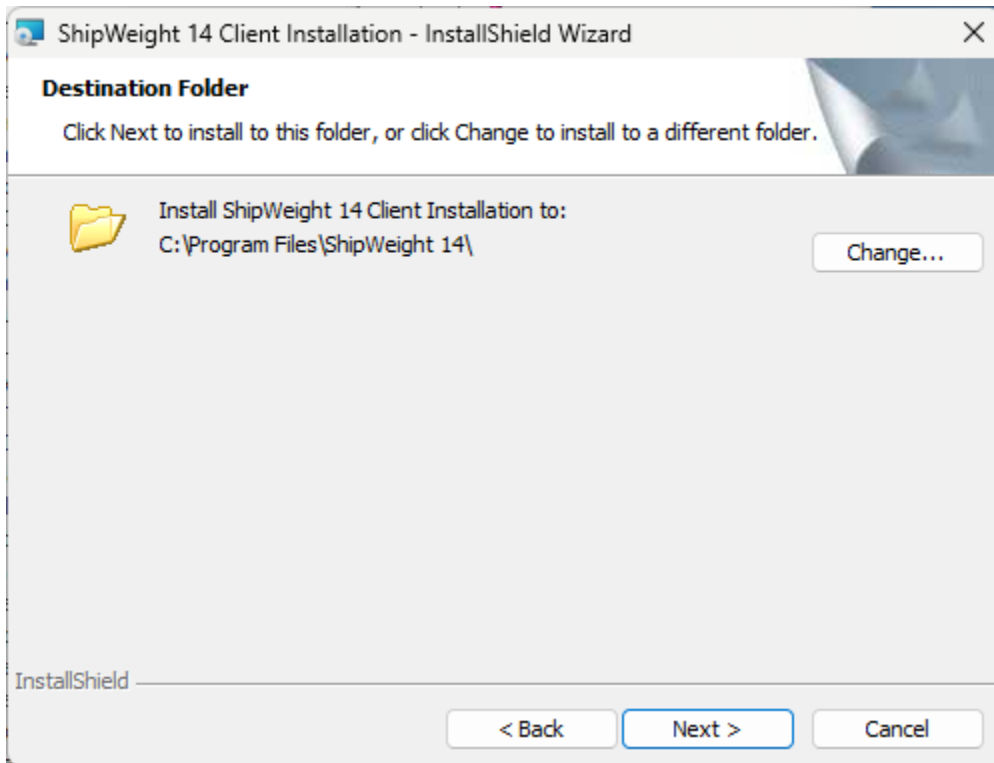 ShipWeight 14 Client Installation - InstallShield Wizard
Destination Folder
Click Next to install to this folder, or click Change to install to a different folder.
Install ShipWeight 14 Client Installation to:
C:\Program Files\ShipWeight 14\
Change...
InstallShield
< Back
Next >
Cancel